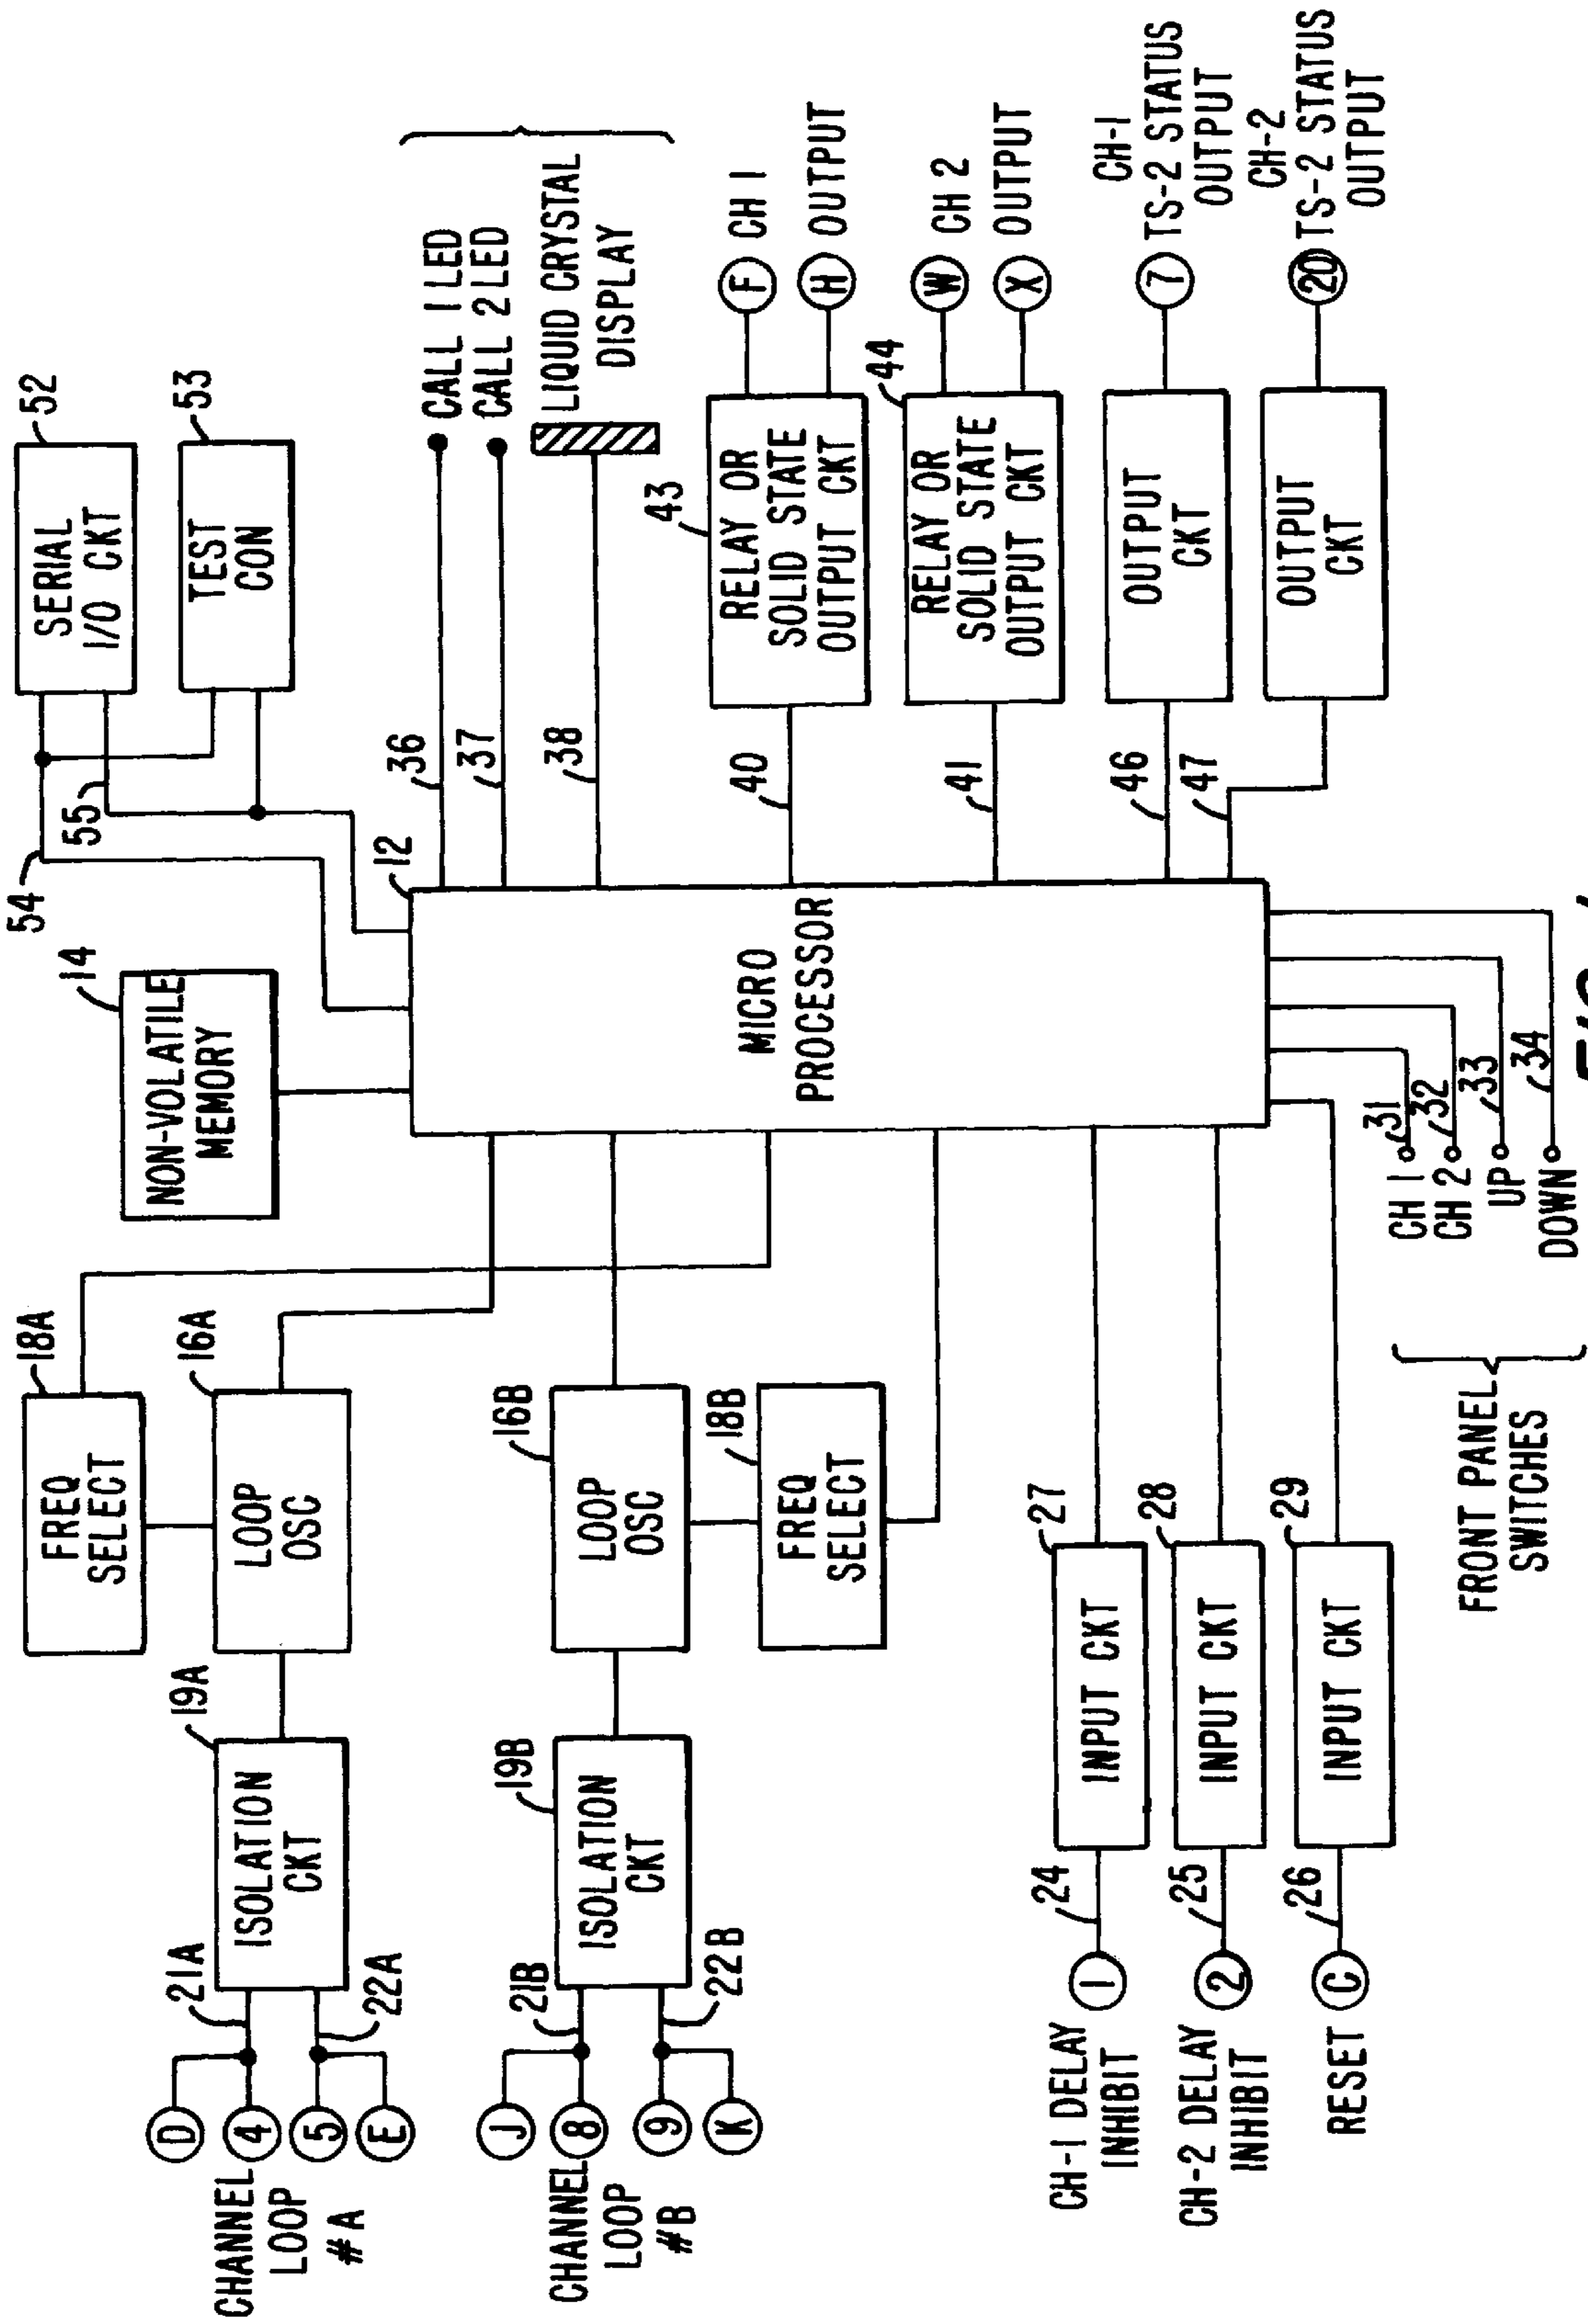 18A
FREQ
SELECT
16A
LOOP
OSC
19A
ISOLATION
CKT
21A
22A
D
4
5
E
CHANNEL
LOOP
#A
16B
LOOP
OSC
18B
FREQ
SELECT
19B
ISOLATION
CKT
21B
22B
J
8
9
K
CHANNEL
LOOP
#B
14
NON-VOLATILE
MEMORY
54
55
52
SERIAL
I/O CKT
53
TEST
CON
12
MICRO
PROCESSOR
36
CALL 1 LED
37
CALL 2 LED
38
LIQUID CRYSTAL
DISPLAY
40
43
RELAY OR
SOLID STATE
OUTPUT CKT
F
CH 1
H
OUTPUT
41
44
RELAY OR
SOLID STATE
OUTPUT CKT
W
CH 2
X
OUTPUT
46
OUTPUT
CKT
7
CH-1
TS-2 STATUS
OUTPUT
47
OUTPUT
CKT
20
CH-2
TS-2 STATUS
OUTPUT
CH-1 DELAY
INHIBIT
1
24
27
INPUT CKT
CH-2 DELAY
INHIBIT
2
25
28
INPUT CKT
RESET
C
26
29
INPUT CKT
FRONT PANEL
SWITCHES
CH 1
31
CH 2
32
UP
33
DOWN
34